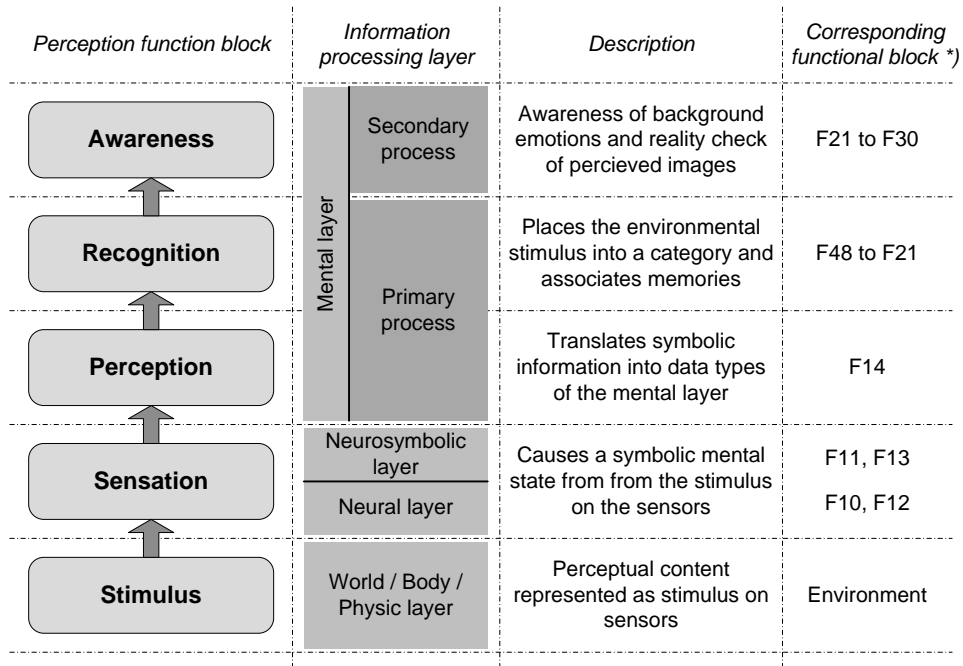 Perception function block
Information
processing layer
Description
Corresponding
functional block *)
Awareness
Mental layer
Secondary
process
Awareness of background
emotions and reality check
of percieved images
F21 to F30
Recognition
Primary
process
Places the environmental
stimulus into a category and
associates memories
F48 to F21
Perception
Translates symbolic
information into data types
of the mental layer
F14
Sensation
Neurosymbolic
layer
Neural layer
Causes a symbolic mental
state from from the stimulus
on the sensors
F11, F13
F10, F12
Stimulus
World / Body /
Physic layer
Perceptual content
represented as stimulus on
sensors
Environment